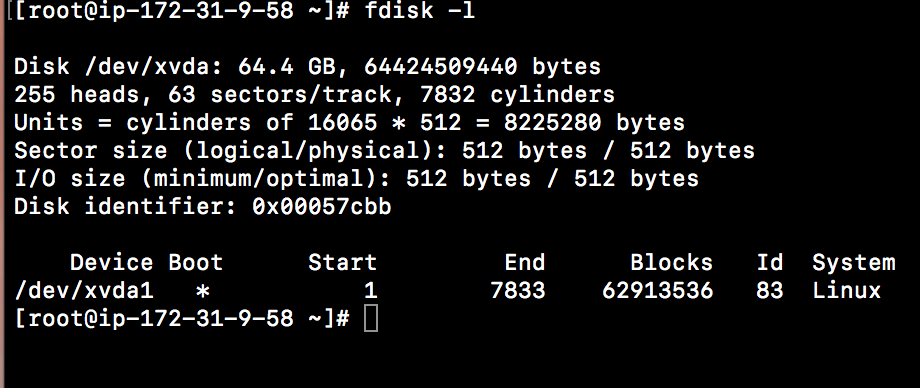 [root@ip-172-31-9-58 ~]# fdisk -l
Disk /dev/xvda: 64.4 GB, 64424509440 bytes
255 heads, 63 sectors/track, 7832 cylinders
Units = cylinders of 16065 * 512 = 8225280 bytes
Sector size (logical/physical): 512 bytes / 512 bytes
I/O size (minimum/optimal): 512 bytes / 512 bytes
Disk identifier: 0x00057cbb
Device Boot Start End Blocks Id System
/dev/xvda1 * 1 7833 62913536 83 Linux
[root@ip-172-31-9-58 ~]#